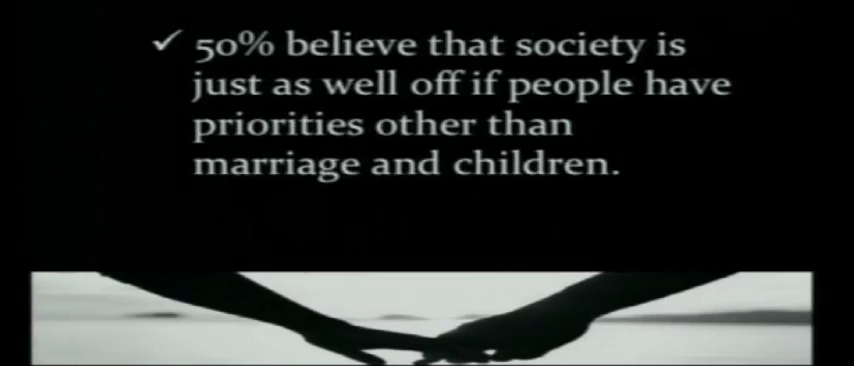 ✓ 50% believe that society is
just as well off if people have
priorities other than
marriage and children.